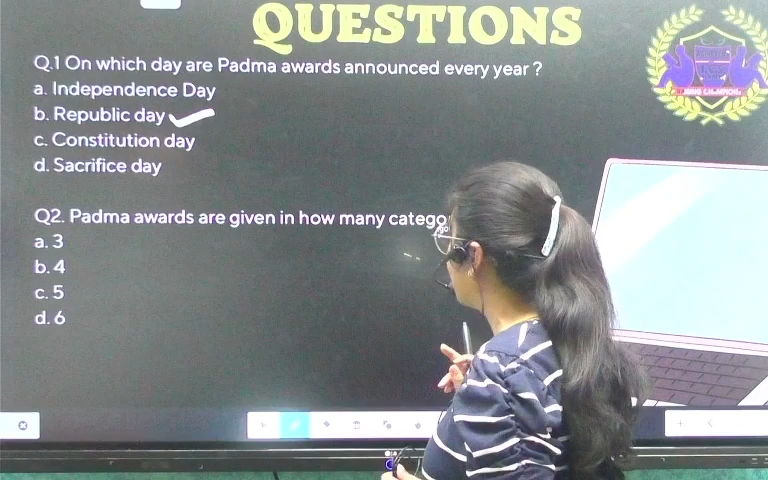 QUESTIONS
Q.1 On which day are Padma awards announced every year ?
a. Independence Day
b. Republic day
c. Constitution day
d. Sacrifice day
Q2. Padma awards are given in how many catego
a. 3
b. 4
c. 5
d. 6